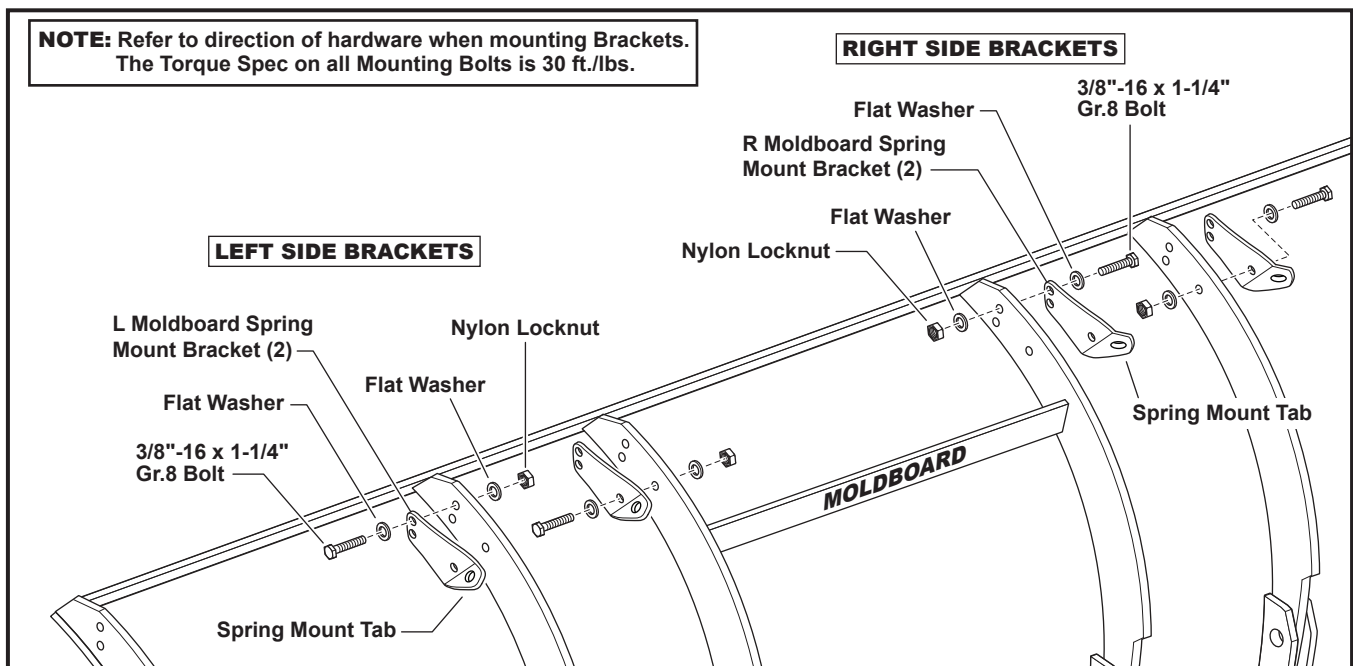 NOTE: Refer to direction of hardware when mounting Brackets.
The Torque Spec on all Mounting Bolts is 30 ft./lbs.
RIGHT SIDE BRACKETS
3/8"-16 x 1-1/4"
Gr.8 Bolt
Flat Washer
R Moldboard Spring
Mount Bracket (2)
Flat Washer
Nylon Locknut
Spring Mount Tab
LEFT SIDE BRACKETS
L Moldboard Spring
Mount Bracket (2)
Nylon Locknut
Flat Washer
Flat Washer
3/8"-16 x 1-1/4"
Gr.8 Bolt
MOLDBOARD
Spring Mount Tab